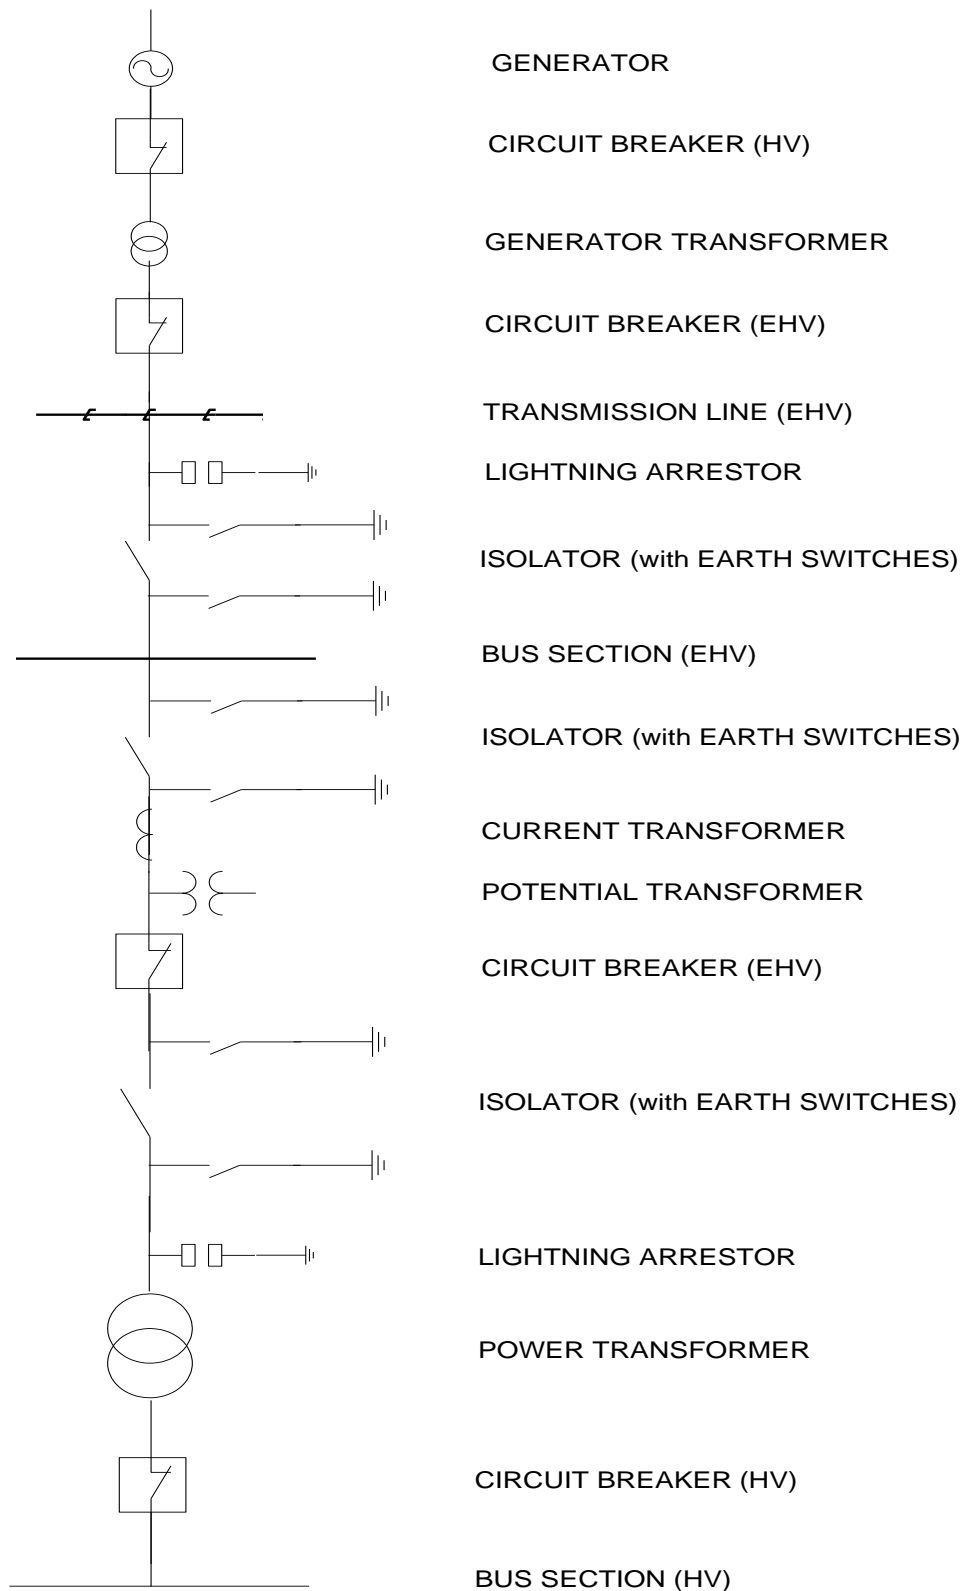 GENERATOR
CIRCUIT BREAKER (HV)
GENERATOR TRANSFORMER
CIRCUIT BREAKER (EHV)
TRANSMISSION LINE (EHV)
LIGHTNING ARRESTOR
ISOLATOR (with EARTH SWITCHES)
BUS SECTION (EHV)
ISOLATOR (with EARTH SWITCHES)
CURRENT TRANSFORMER
POTENTIAL TRANSFORMER
CIRCUIT BREAKER (EHV)
ISOLATOR (with EARTH SWITCHES)
LIGHTNING ARRESTOR
POWER TRANSFORMER
CIRCUIT BREAKER (HV)
BUS SECTION (HV)